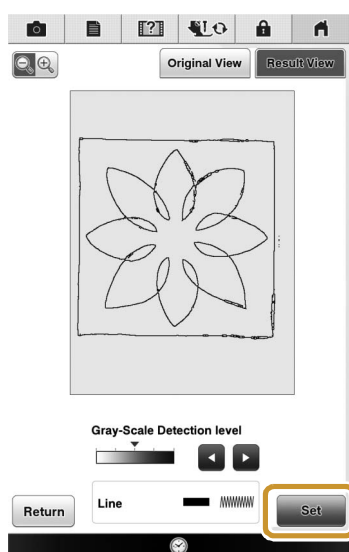 ?
Original View
Result View
Gray-Scale Detection level
Line
Return
Set